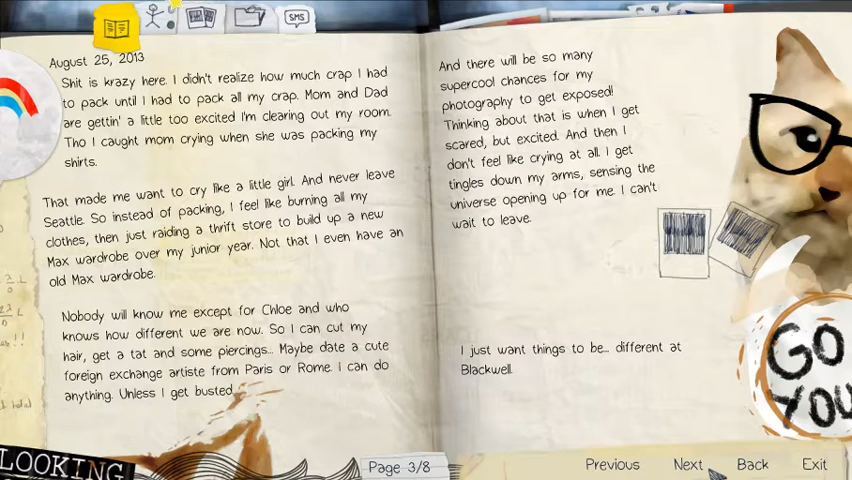 SMS
August 25, 2013
Shit is krazy here. I didn't realize how much crap I had
to pack until I had to pack all my crap. Mom and Dad
are gettin' a little too excited I'm clearing out my room.
Tho I caught mom crying when she was packing my
shirts.
That made me want to cry like a little girl. And never leave
Seattle. So instead of packing, I feel like burning all my
clothes, then just raiding a thrift store to build up a new
Max wardrobe over my junior year. Not that I even have an
old Max wardrobe.
Nobody will know me except for Chloe and who
knows how different we are now. So I can cut my
hair, get a tat and some piercings... Maybe date a cute
foreign exchange artiste from Paris or Rome. I can do
anything. Unless I get busted.
LOOKING
And there will be so many
supercool chances for my
photography to get exposed!
Thinking about that is when I get
scared, but excited. And then I
don't feel like crying at all. I get
tingles down my arms, sensing the
universe opening up for me. I can't
wait to leave.
I just want things to be... different at
Blackwell.
GO
YOU
Page 3/8
Previous Next Back Exit